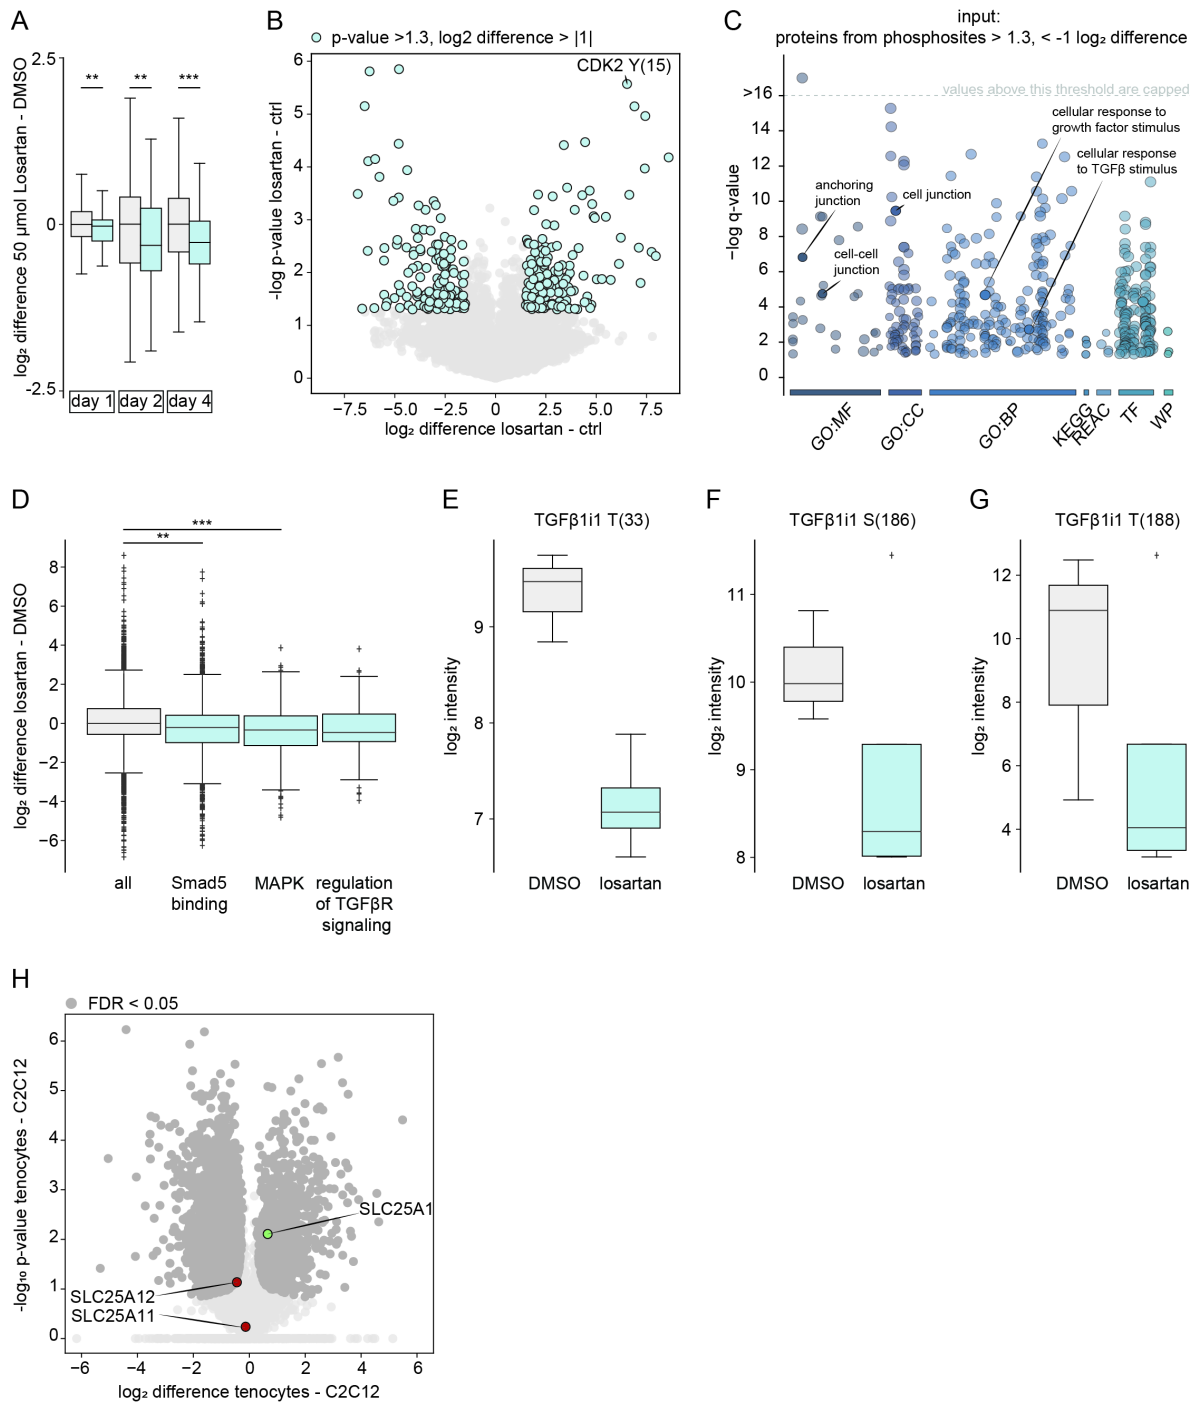 A
log₂ difference 50 µmol Losartan - DMSO
2.5
0
-2.5
**
**
***
day 1
day 2
day 4
B
p-value >1.3, log2 difference > |1|
CDK2 Y(15)
-log p-value losartan - ctrl
6
5
4
3
2
1
0
−7.5
−5.0
−2.5
0
2.5
5.0
7.5
log₂ difference losartan - ctrl
C
input:
proteins from phosphosites > 1.3, < -1 log₂ difference
values above this threshold are capped
−log q-value
>16
14
12
10
8
6
4
2
0
cellular response to
growth factor stimulus
cellular response
to TGFβ stimulus
anchoring
junction
cell junction
cell-cell
junction
GO:MF
GO:CC
GO:BP
KEGG
REAC
TF
WP
D
log₂ difference losartan - DMSO
8
6
4
2
0
−2
−4
−6
***
**
all
Smad5
binding
MAPK
regulation
of TGFβR
signaling
E
TGFβ1i1 T(33)
log₂ intensity
9
8
7
DMSO
losartan
F
TGFβ1i1 S(186)
log₂ intensity
11
10
9
8
DMSO
losartan
G
TGFβ1i1 T(188)
log₂ intensity
12
10
8
6
4
DMSO
losartan
H
FDR < 0.05
-log₁₀ p-value tenocytes - C2C12
6
5
4
3
2
1
0
SLC25A1
SLC25A12
SLC25A11
−6
−4
−2
0
2
4
6
log₂ difference tenocytes - C2C12